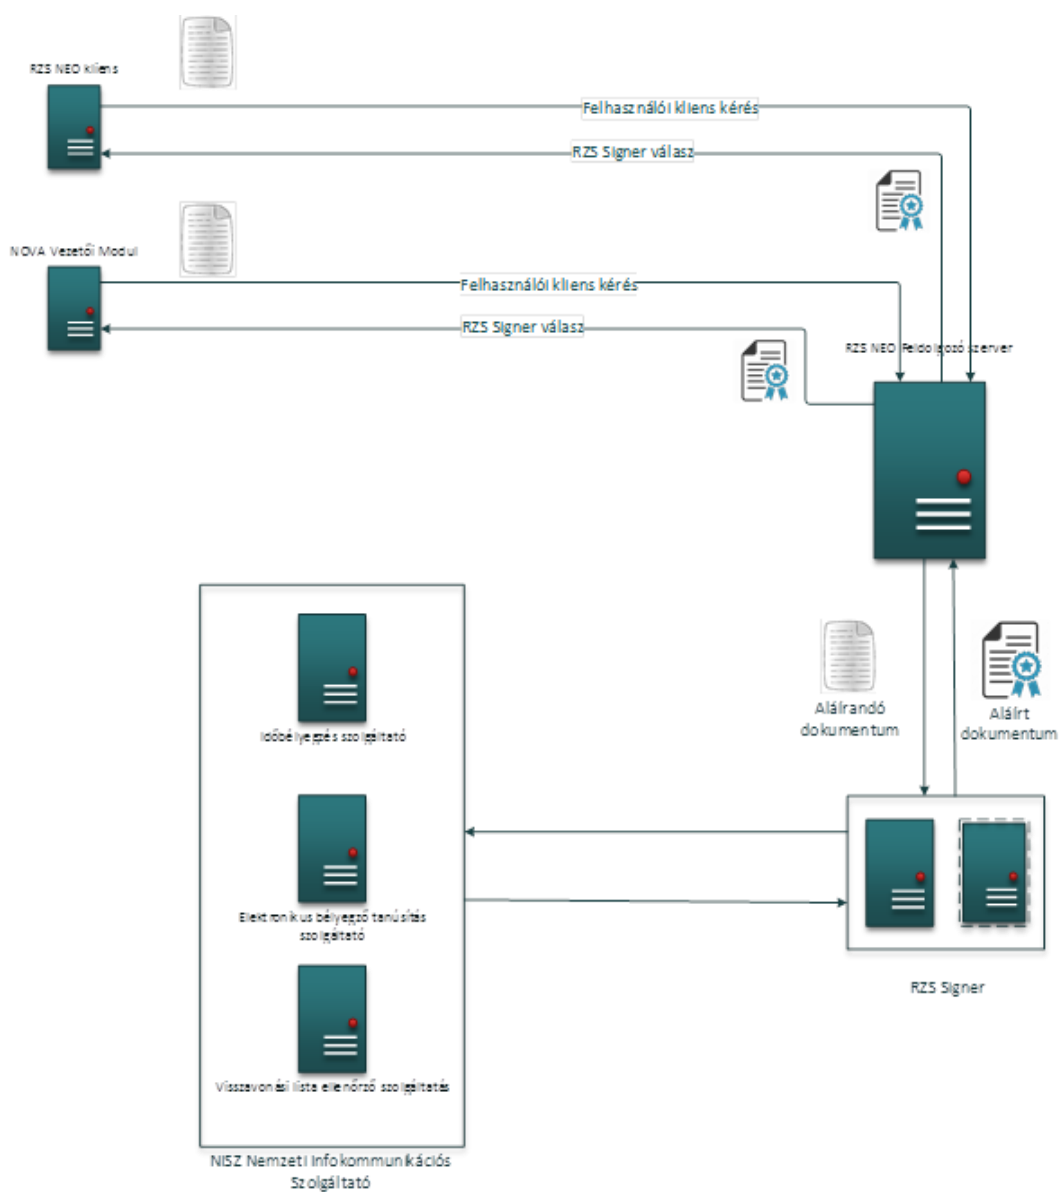 RZS NEO kliens
Felhasználói kliens kérés
RZS Signer válasz
NOVA Vezetői Modul
Felhasználói kliens kérés
RZS Signer válasz
RZS NEO Feldolgozó szerver
Időbélyegzés szolgáltató
Aláírandó
dokumentum
Aláírt
dokumentum
Elektronikus bélyegző tanúsítás
szolgáltató
RZS Signer
Visszavonási lista ellenőrző szolgáltatás
NISZ Nemzeti Infokommunikációs
Szolgáltató